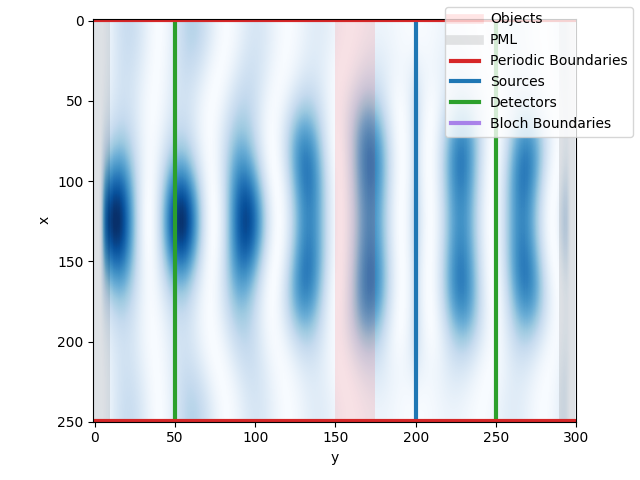 Objects
PML
Periodic Boundaries
Sources
Detectors
Bloch Boundaries
0
50
100
150
200
250
x
0 50 100 150 200 250 300
y